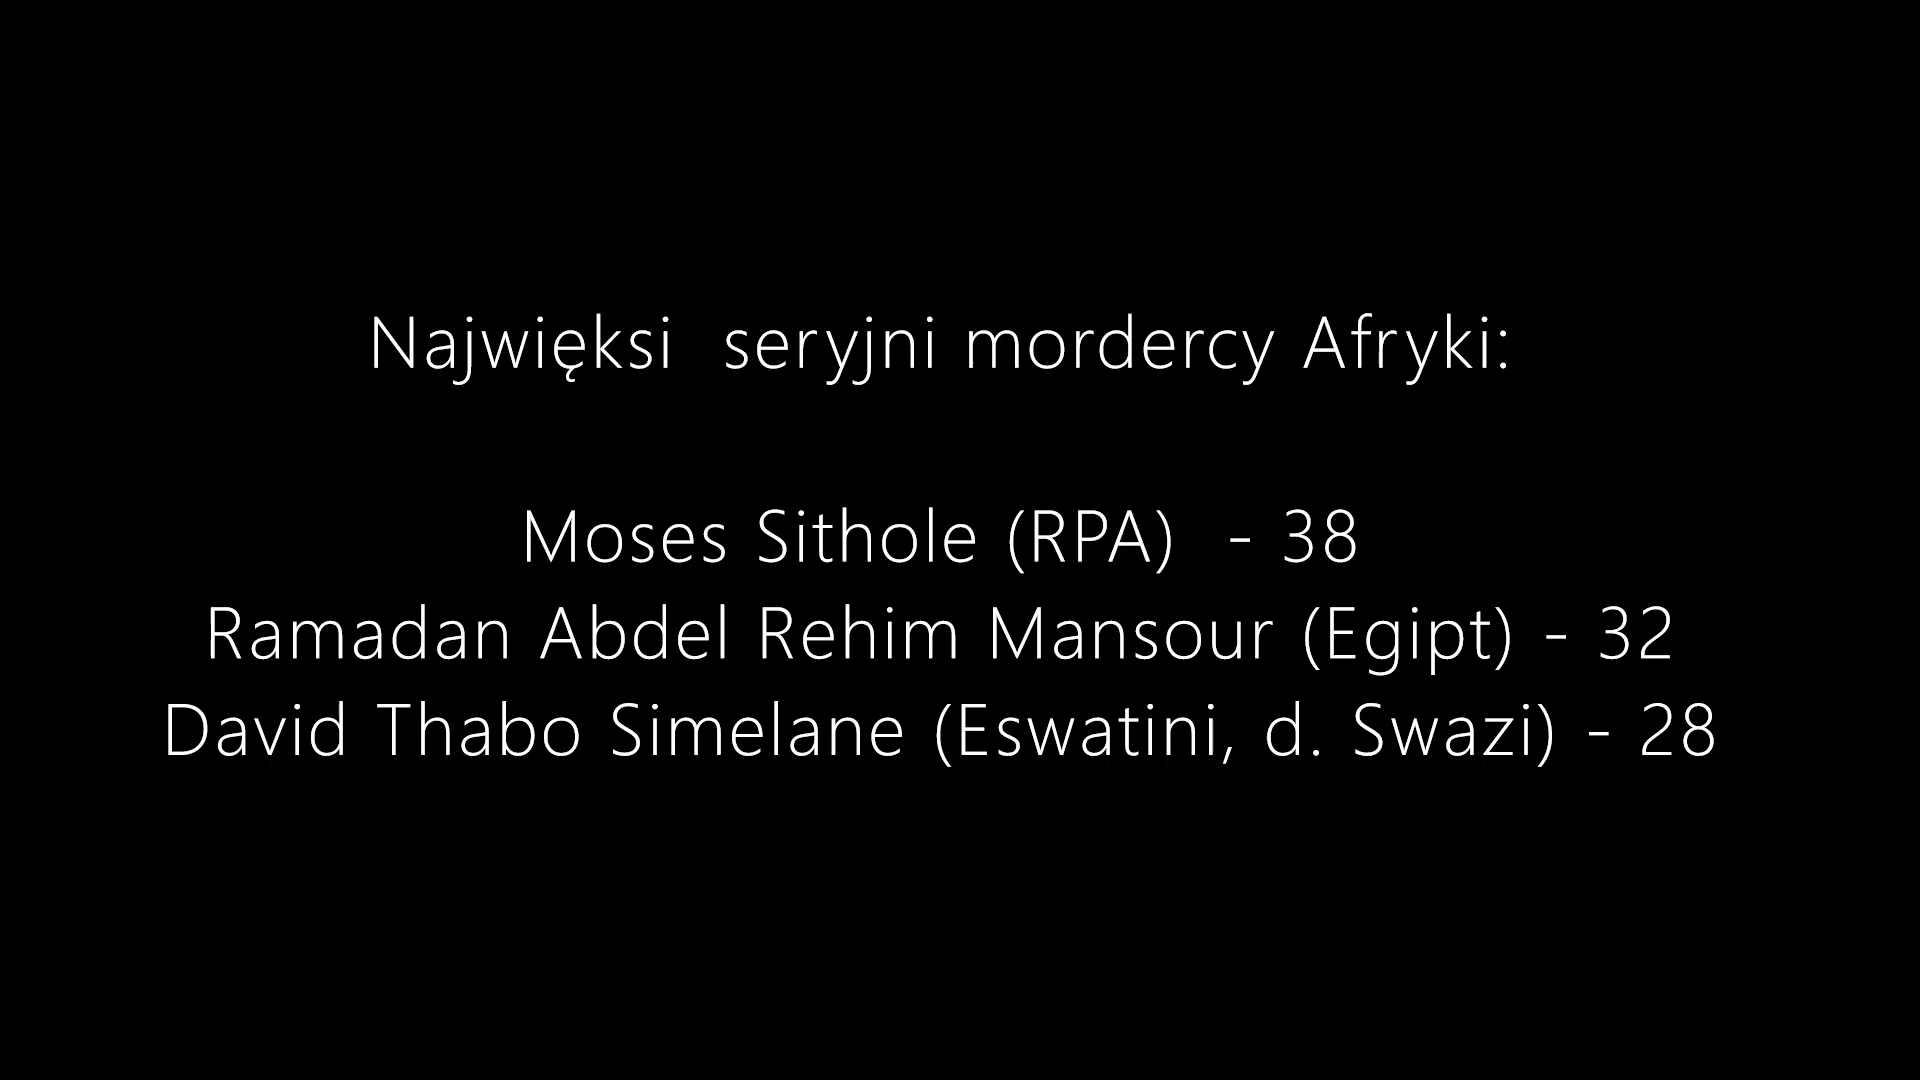 Najwięksi  seryjni mordercy Afryki:
Moses Sithole (RPA)  - 38
Ramadan Abdel Rehim Mansour (Egipt) - 32
David Thabo Simelane (Eswatini, d. Swazi) - 28